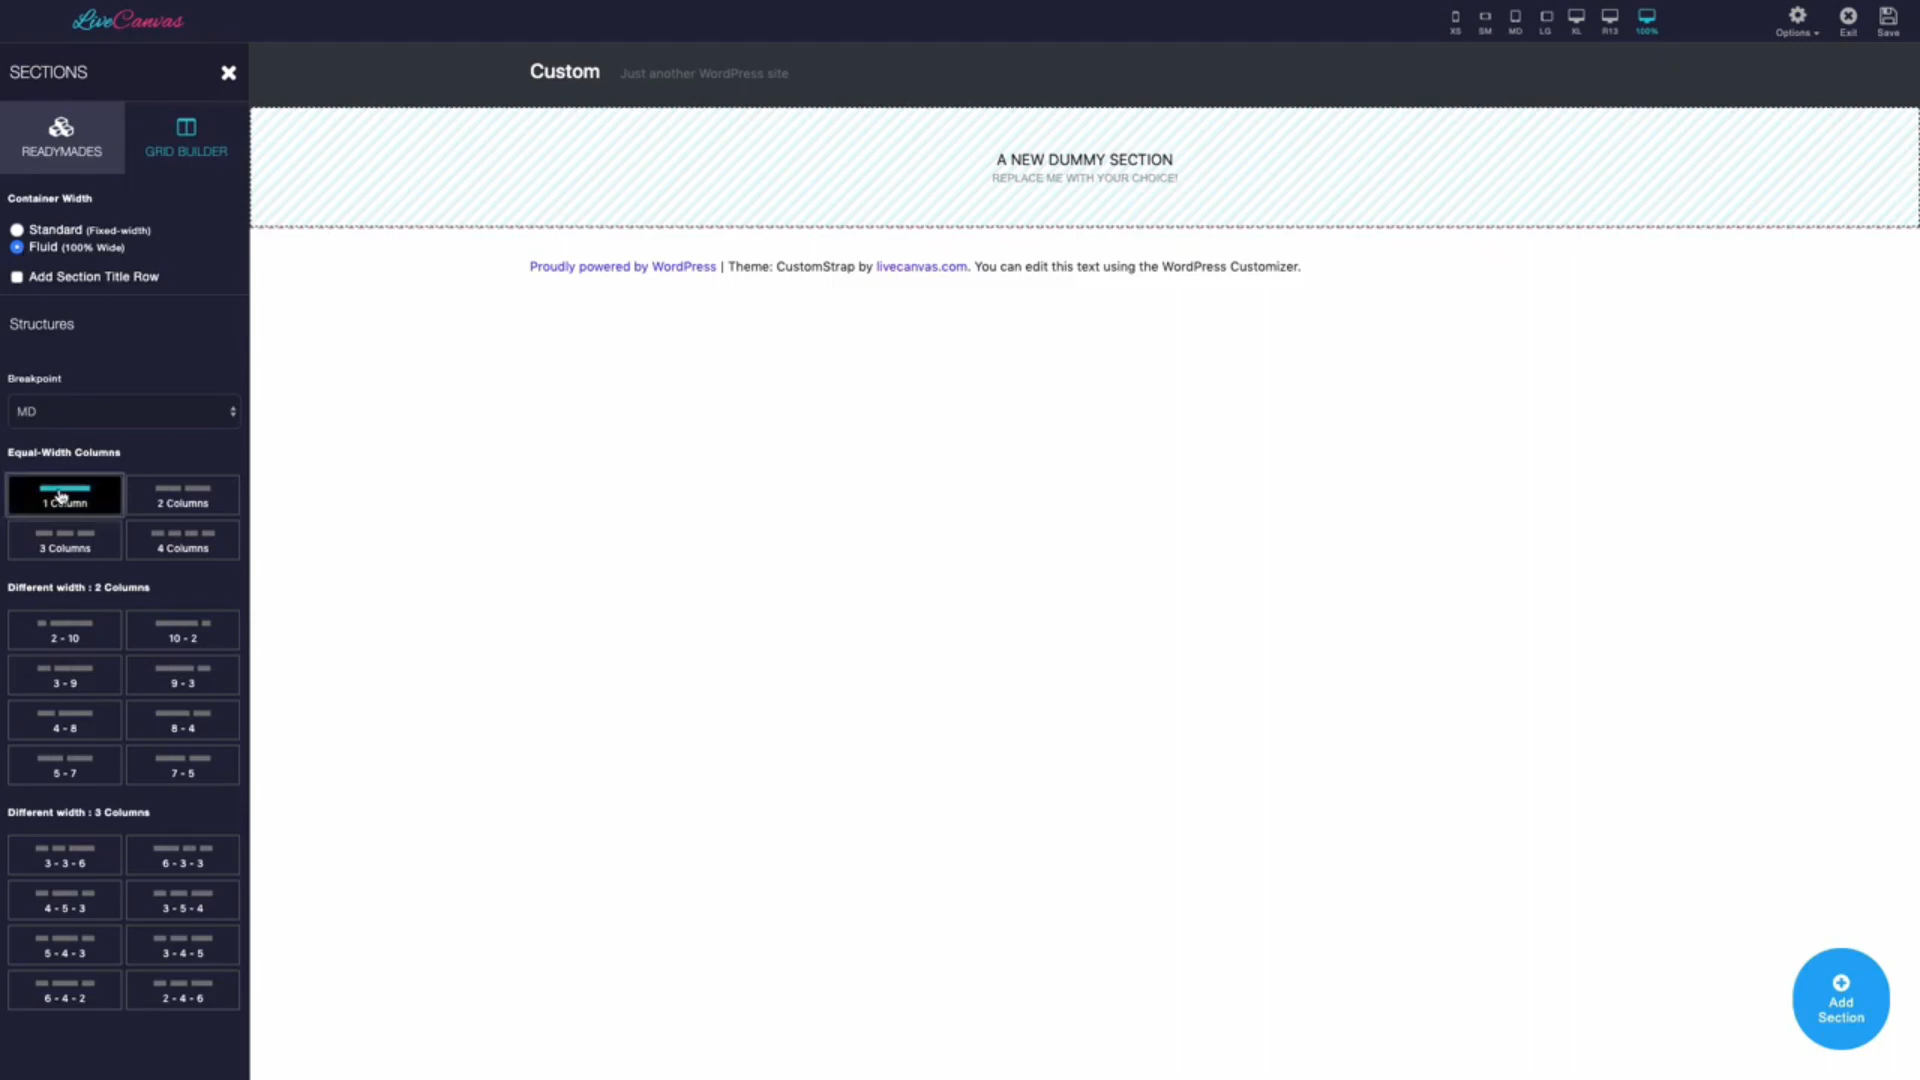 LiveCanvas
XS SM MD LG XL R13 100%
Options Exit Save
SECTIONS
READYMADES GRID BUILDER
Container Width
Standard (Fixed-width)
Fluid (100% Wide)
Add Section Title Row
Structures
Breakpoint
MD
Equal-Width Columns
1 Column 2 Columns
3 Columns 4 Columns
Different width : 2 Columns
2 - 10 10 - 2
3 - 9 9 - 3
4 - 8 8 - 4
5 - 7 7 - 5
Different width : 3 Columns
3 - 3 - 6 6 - 3 - 3
4 - 5 - 3 3 - 5 - 4
5 - 4 - 3 3 - 4 - 5
6 - 4 - 2 2 - 4 - 6
Custom Just another WordPress site
A NEW DUMMY SECTION
REPLACE ME WITH YOUR CHOICE!
Proudly powered by WordPress | Theme: CustomStrap by livecanvas.com. You can edit this text using the WordPress Customizer.
Add
Section